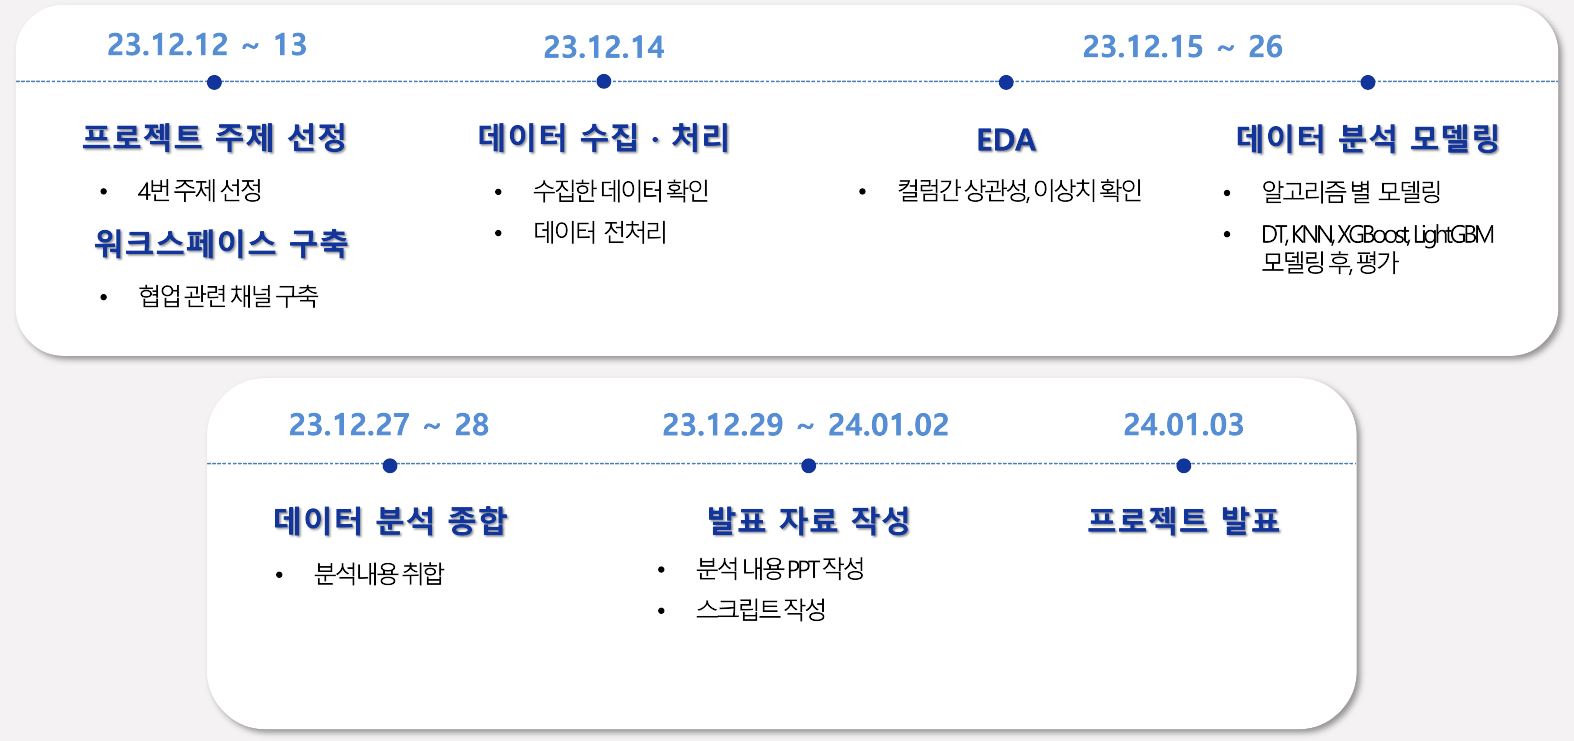 23.12.12 ~ 13
프로젝트 주제 선정
• 4번 주제 선정
워크스페이스 구축
• 협업 관련 채널 구축
23.12.14
데이터 수집 · 처리
• 수집한 데이터 확인
• 데이터 전처리
23.12.15 ~ 26
EDA
• 컬럼간 상관성, 이상치 확인
데이터 분석 모델링
• 알고리즘 별 모델링
• DT, KNN, XGBoost, LightGBM
모델링 후, 평가
23.12.27 ~ 28
데이터 분석 종합
• 분석내용 취합
23.12.29 ~ 24.01.02
발표 자료 작성
• 분석 내용 PPT 작성
• 스크립트 작성
24.01.03
프로젝트 발표